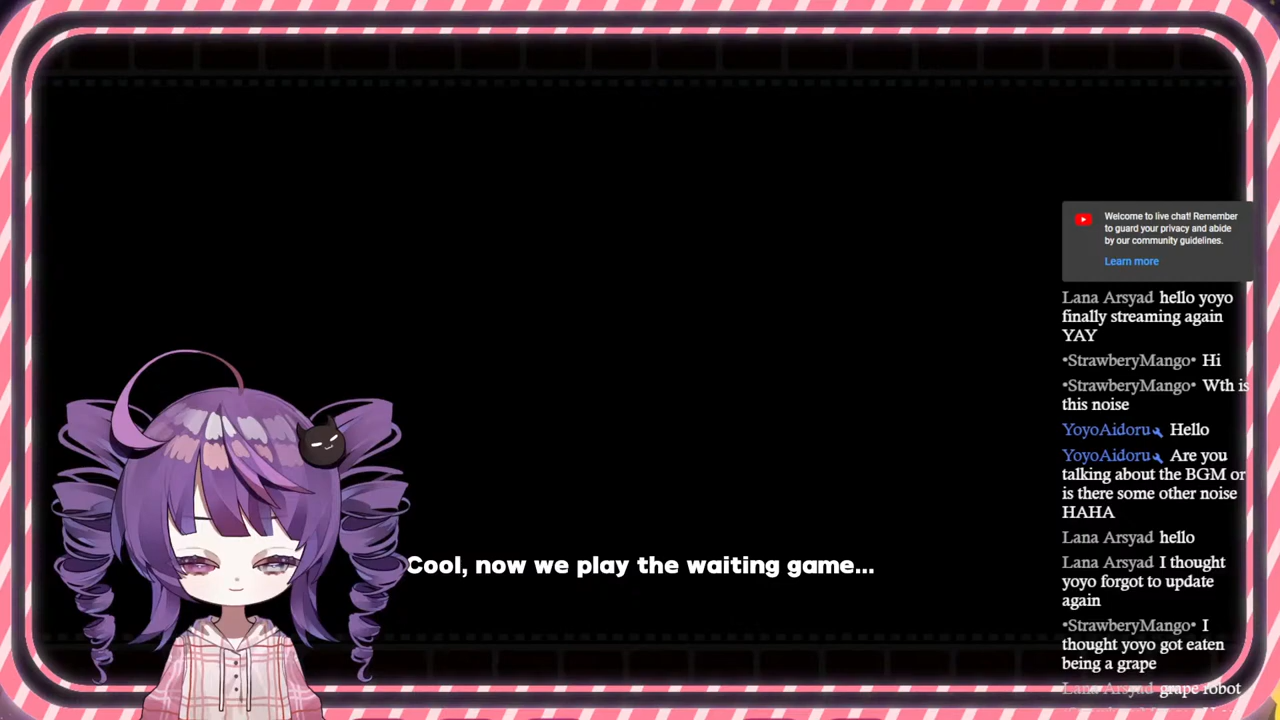 Welcome to live chat! Remember
to guard your privacy and abide
by our community guidelines.
Learn more
Lana Arsyad hello yoyo
finally streaming again
YAY
•StrawberyMango• Hi
•StrawberyMango• Wth is
this noise
YoyoAidoru Hello
YoyoAidoru Are you
talking about the BGM or
is there some other noise
HAHA
Lana Arsyad hello
Lana Arsyad I thought
yoyo forgot to update
again
•StrawberyMango• I
thought yoyo got eaten
being a grape
Lana Arsyad grape robot
Cool, now we play the waiting game...